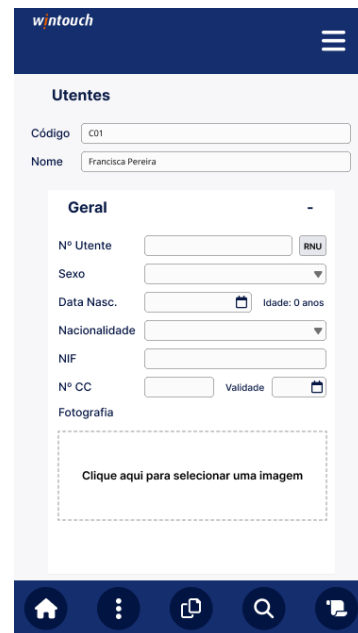 wintouch
Utentes
Código C01
Nome Francisca Pereira
Geral -
Nº Utente RNU
Sexo
Data Nasc. Idade: 0 anos
Nacionalidade
NIF
Nº CC Validade
Fotografia
Clique aqui para selecionar uma imagem